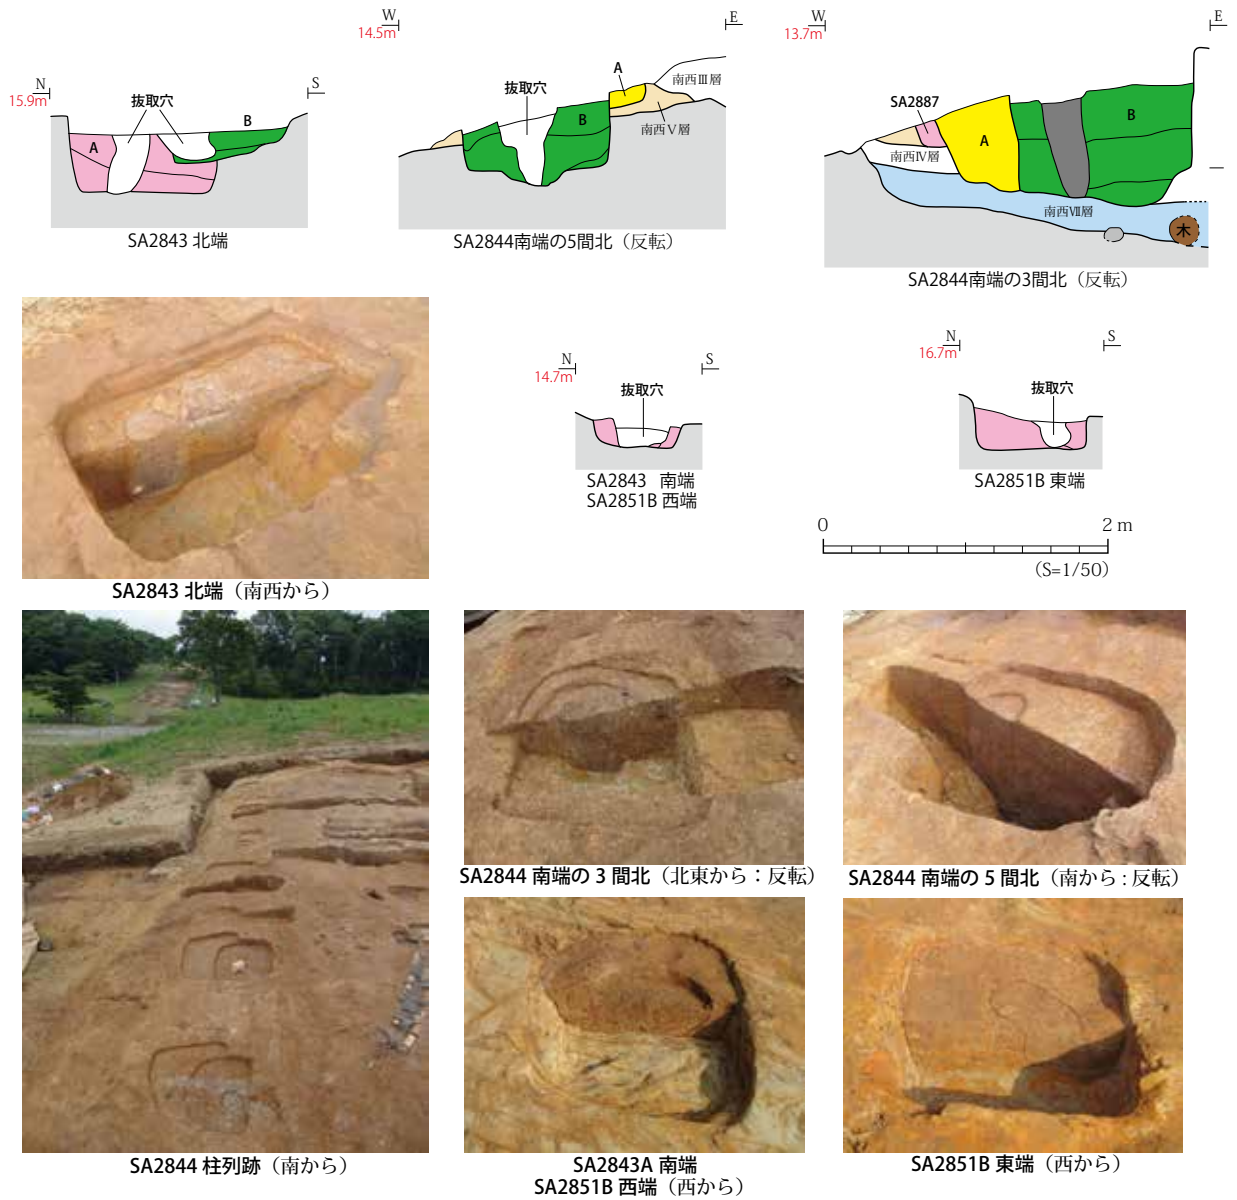 N
15.9m
抜取穴
S
A
B
SA2843 北端
W
14.5m
E
A
抜取穴
B
南西Ⅲ層
南西Ⅴ層
SA2844南端の5間北（反転）
W
13.7m
E
SA2887
A
B
南西Ⅳ層
南西Ⅶ層
木
SA2844南端の3間北（反転）
N
14.7m
S
抜取穴
SA2843 南端
SA2851B 西端
N
16.7m
S
抜取穴
SA2851B 東端
0 2 m
（S=1/50）
SA2843 北端（南西から）
SA2844 南端の 3 間北（北東から：反転）
SA2844 南端の 5 間北（南から : 反転）
SA2844 柱列跡（南から）
SA2843A 南端
SA2851B 西端（西から）
SA2851B 東端（西から）